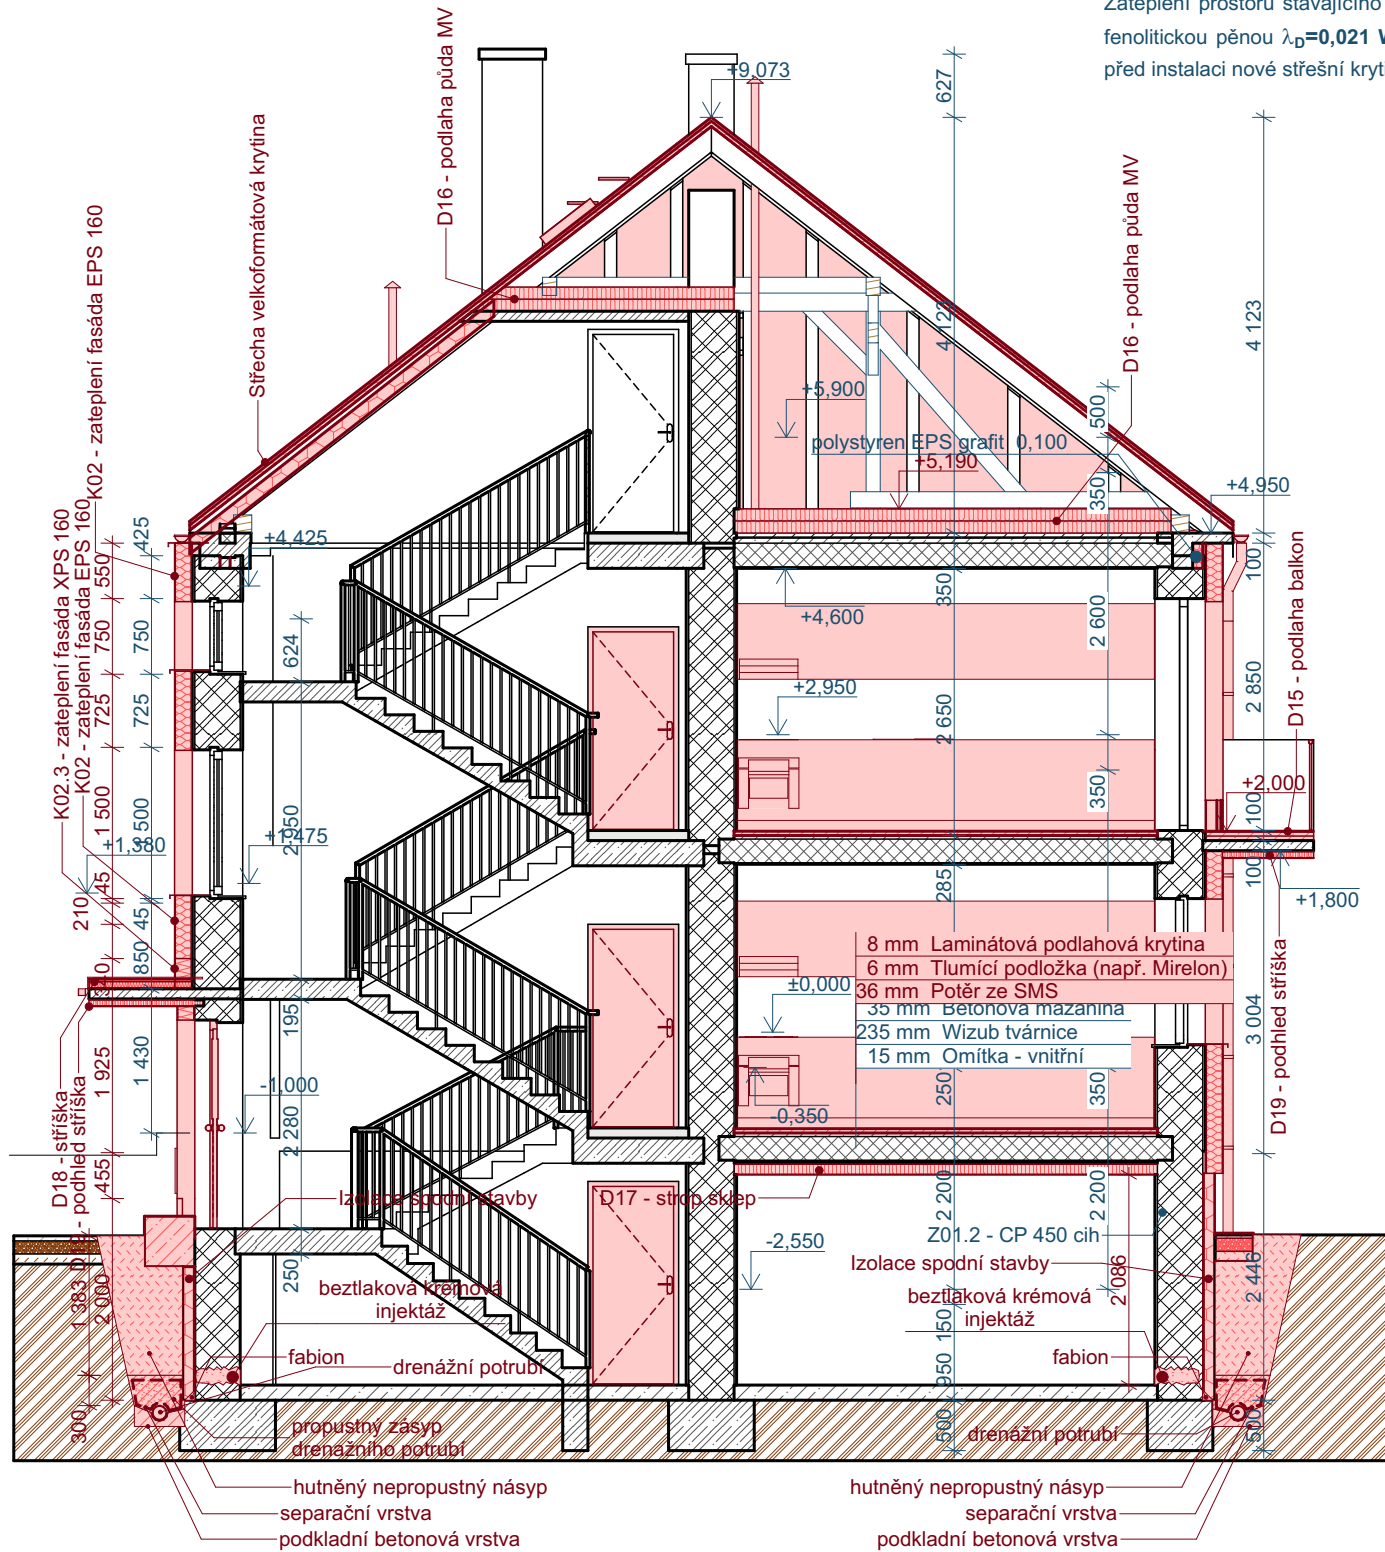 Zateplení prostoru stávajícího
fenolitickou pěnou λD=0,021 W
před instalaci nové střešní kryt
+9,073
627
4 123
4 123
Střecha velkoformátová krytina
D16 - podlaha půda MV
D16 - podlaha půda MV
K02 - zateplení fasáda EPS 160
K02.3 - zateplení fasáda XPS 160
K02 - zateplení fasáda EPS 160
+5,900
500
polystyren EPS grafit 0,100
+5,190
350
+4,950
+4,425
425
550
750
750
624
725
725
1 500
1 500
+1,380
+1,475
2 950
45
45
210
850
340
195
1 430
1 925
-1,000
2 280
455
D18 - stříška
D19 - podhled stříška
1 383
2 000
250
300
350
100
+4,600
2 600
+2,950
2 650
2 850
D15 - podlaha balkon
350
+2,000
100
285
100
+1,800
8 mm Laminátová podlahová krytina
6 mm Tlumící podložka (např. Mirelon)
36 mm Potěr ze SMS
±0,000
35 mm Betonová mazanina
235 mm Wizub tvárnice
15 mm Omítka - vnitřní
250
350
-0,350
3 004
D19 - podhled stříška
Izolace spodní stavby
D17 - strop sklep
2 200
2 200
Z01.2 - CP 450 cih
-2,550
Izolace spodní stavby
2 086
2 446
beztlaková krémová
injektáž
beztlaková krémová
injektáž
150
950
500
500
fabion
drenážní potrubí
fabion
drenážní potrubí
propustný zásyp
drenažního potrubí
hutněný nepropustný násyp
separační vrstva
podkladní betonová vrstva
hutněný nepropustný násyp
separační vrstva
podkladní betonová vrstva